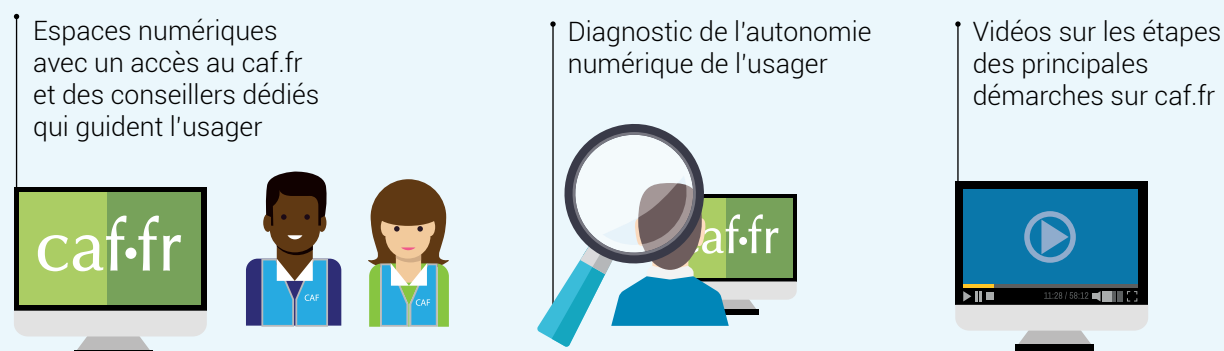 Espaces numériques
avec un accès au caf.fr
et des conseillers dédiés
qui guident l'usager
caf·fr
CAF
CAF
Diagnostic de l'autonomie
numérique de l'usager
caf·fr
Vidéos sur les étapes
des principales
démarches sur caf.fr
11:28 / 58:12